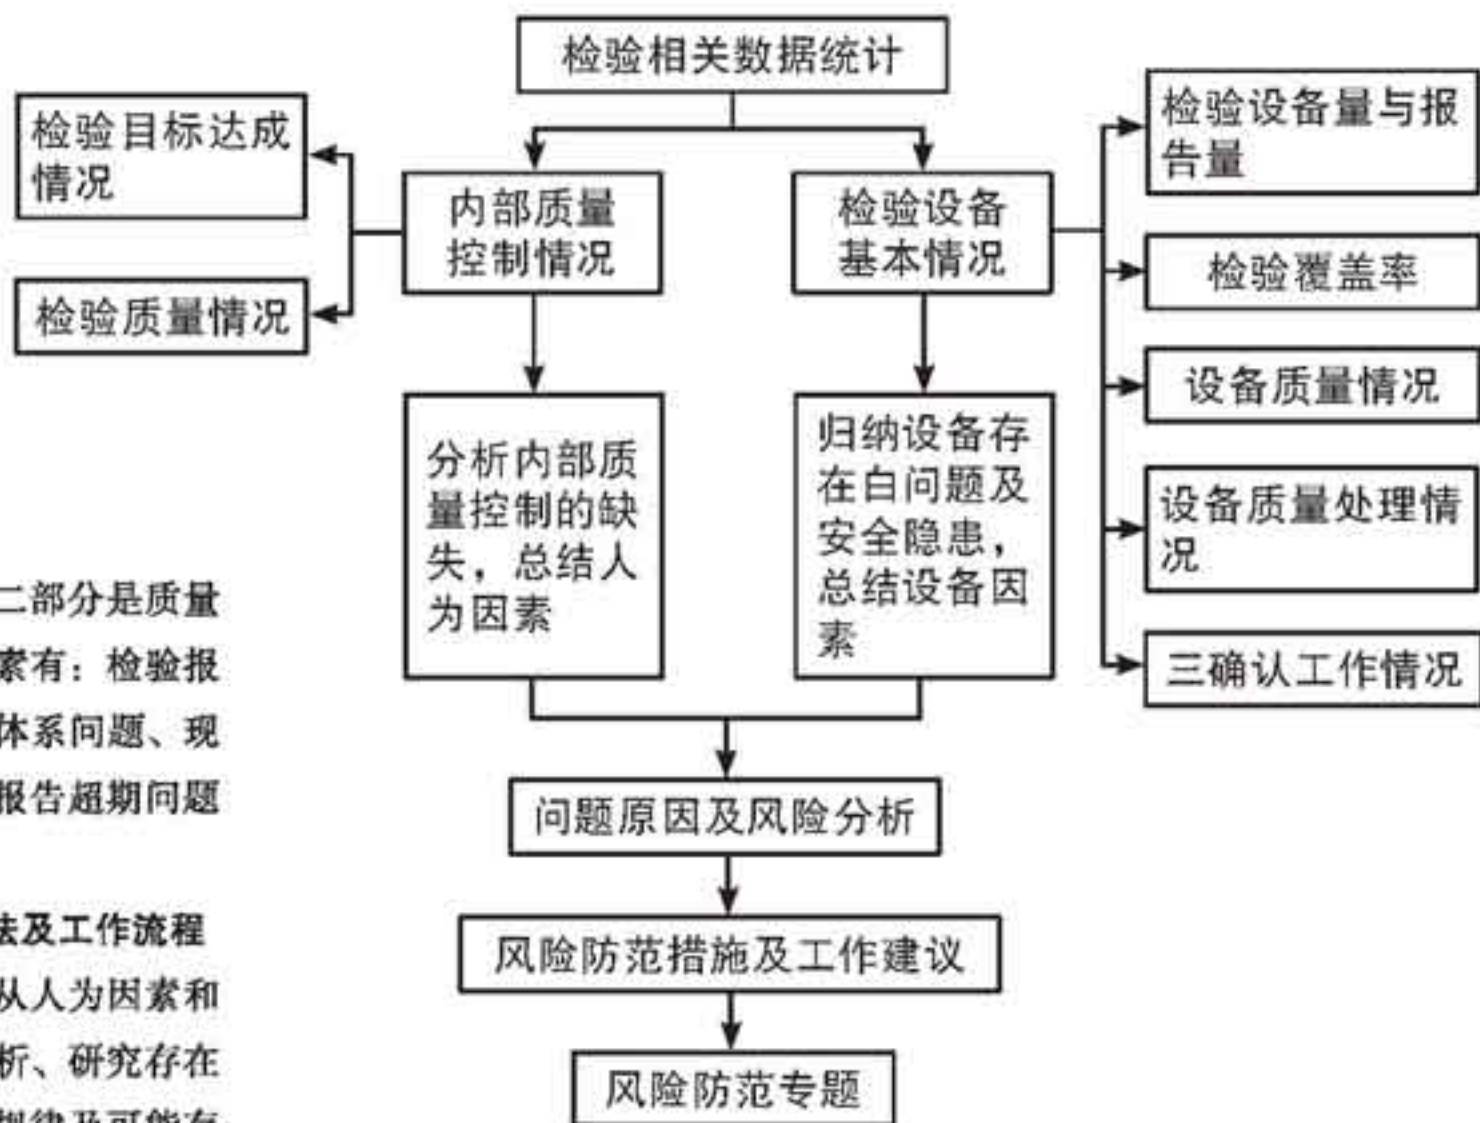 检验相关数据统计
检验目标达成
情况
检验质量情况
内部质量
控制情况
检验设备
基本情况
检验设备量与报
告量
检验覆盖率
设备质量情况
设备质量处理情
况
三确认工作情况
分析内部质
量控制的缺
失，总结人
为因素
归纳设备存
在白问题及
安全隐患，
总结设备因
素
问题原因及风险分析
风险防范措施及工作建议
风险防范专题
二部分是质量
素有：检验报
体系问题、现
报告超期问题
法及工作流程
从人为因素和
析、研究存在